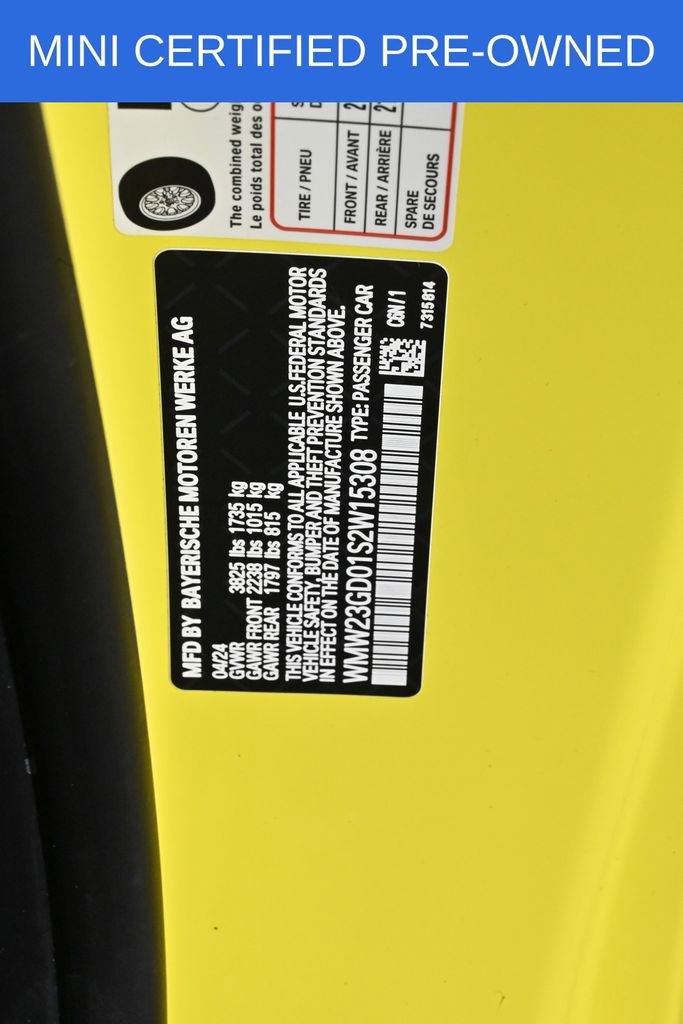 MINI CERTIFIED PRE-OWNED
The combined weig
Le poids total des o
TIRE / PNEU
FRONT / AVANT
REAR / ARRIÈRE
SPARE
DE SECOURS
MFD BY BAYERISCHE MOTOREN WERKE AG
04/24
GVWR 3825 lbs 1735 kg
GAWR FRONT 2238 lbs 1015 kg
GAWR REAR 1797 lbs 815 kg
THIS VEHICLE CONFORMS TO ALL APPLICABLE U.S.FEDERAL MOTOR
VEHICLE SAFETY, BUMPER AND THEFT PREVENTION STANDARDS
IN EFFECT ON THE DATE OF MANUFACTURE SHOWN ABOVE.
WMW23GD01S2W15308 TYPE: PASSENGER CAR
C6N / 1
7315814